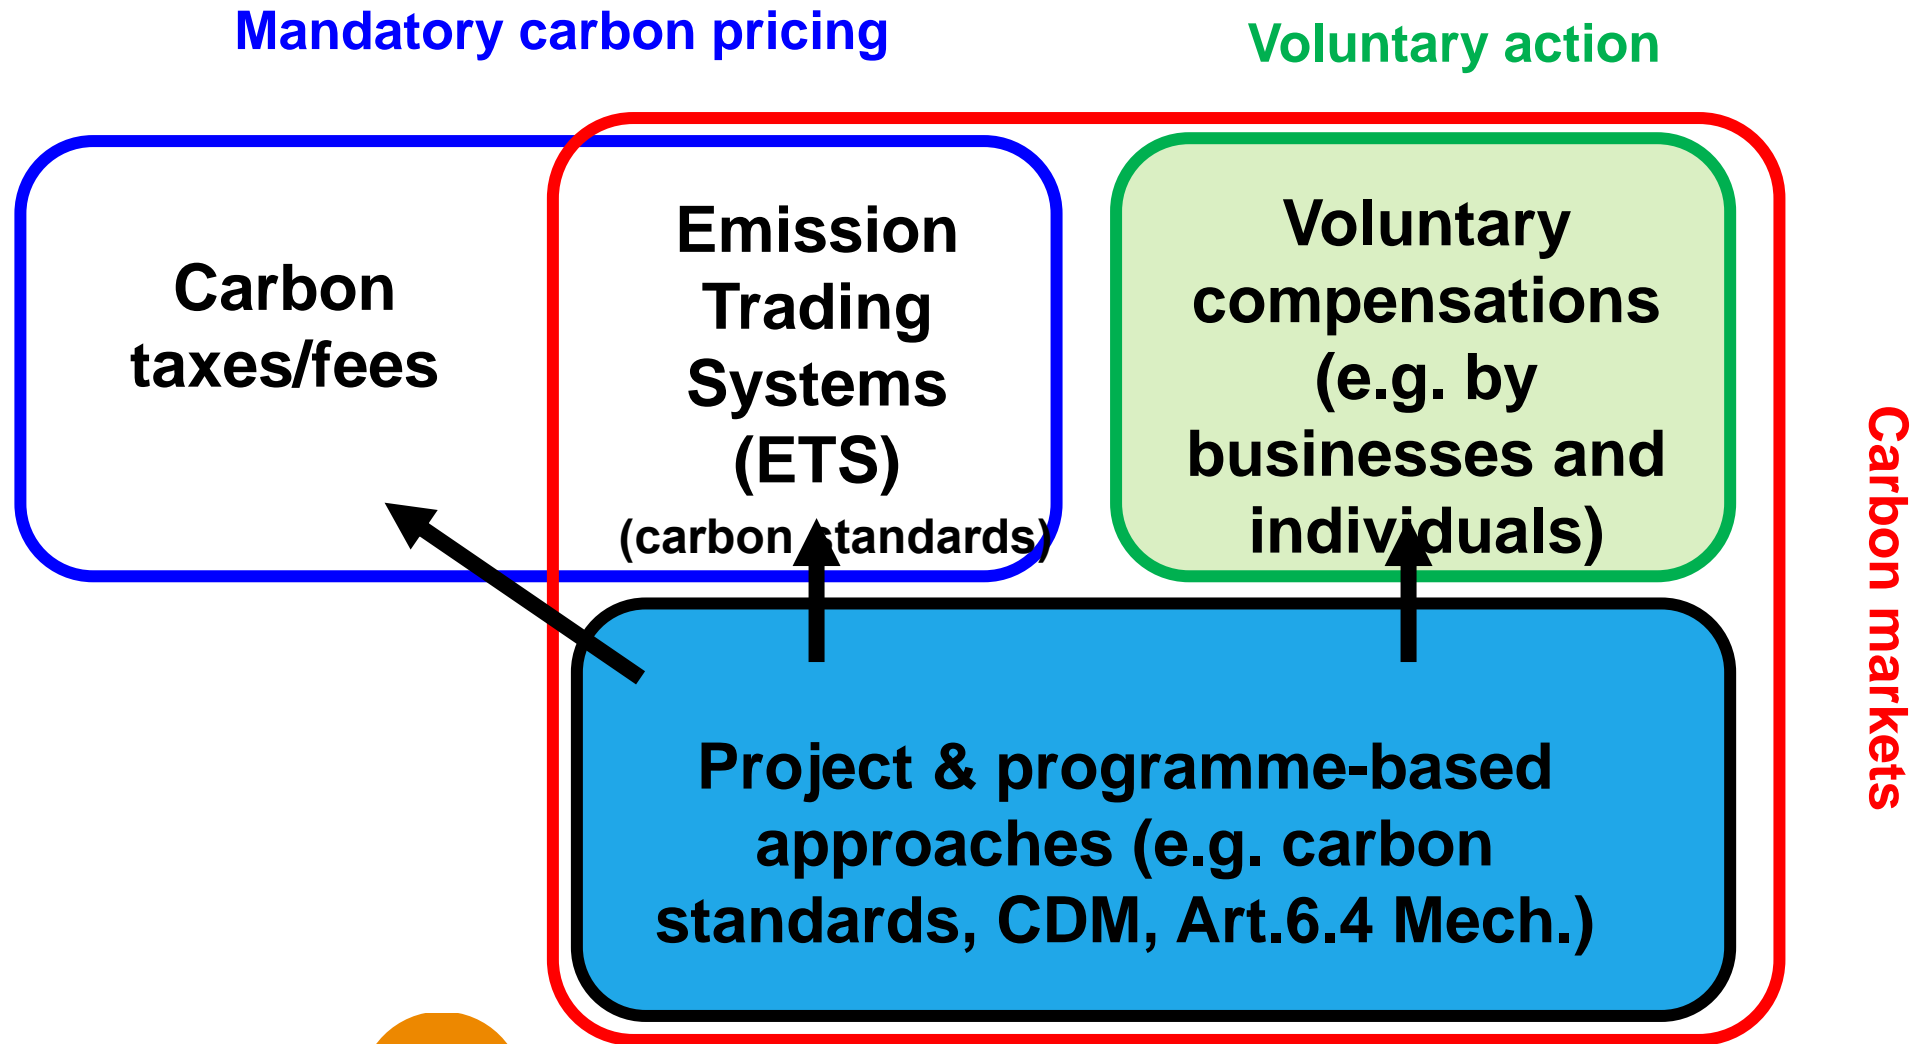 Mandatory carbon pricing
Voluntary action
Carbon
taxes/fees
Emission
Trading
Systems
(ETS)
(carbon standards)
Voluntary
compensations
(e.g. by
businesses and
individuals)
Carbon markets
Project & programme-based
approaches (e.g. carbon
standards, CDM, Art.6.4 Mech.)